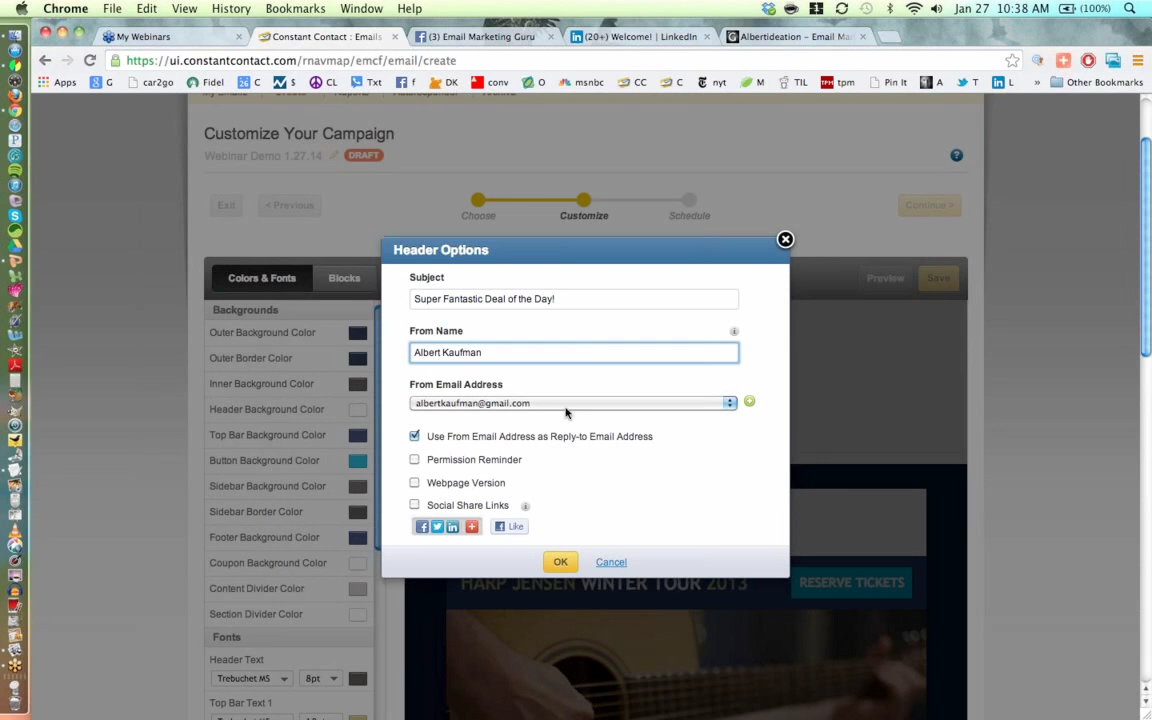 Chrome File Edit View History Bookmarks Window Help Jan 27 10:38 AM (100%)
My Webinars Constant Contact : Emails (3) Email Marketing Guru (20+) Welcome! | LinkedIn Albertideation – Email Ma
https://ui.constantcontact.com/rnavmap/emcf/email/create
Apps G car2go Fidel C S CL Txt f DK conv O msnbc CC C nyt M TIL tpm Pin It A T L » Other Bookmarks
Customize Your Campaign
Webinar Demo 1.27.14 DRAFT
Exit < Previous Continue >
Choose Customize Schedule
Header Options
Colors & Fonts Blocks Preview Save
Subject
Super Fantastic Deal of the Day!
From Name
Albert Kaufman
From Email Address
albertkaufman@gmail.com
Use From Email Address as Reply-to Email Address
Permission Reminder
Webpage Version
Social Share Links
Like
OK Cancel
Backgrounds
Outer Background Color
Outer Border Color
Inner Background Color
Header Background Color
Top Bar Background Color
Button Background Color
Sidebar Background Color
Sidebar Border Color
Footer Background Color
Coupon Background Color
Content Divider Color
Section Divider Color
Fonts
Header Text
Trebuchet MS 8pt
Top Bar Text 1
HARP JENSEN WINTER TOUR 2013 RESERVE TICKETS